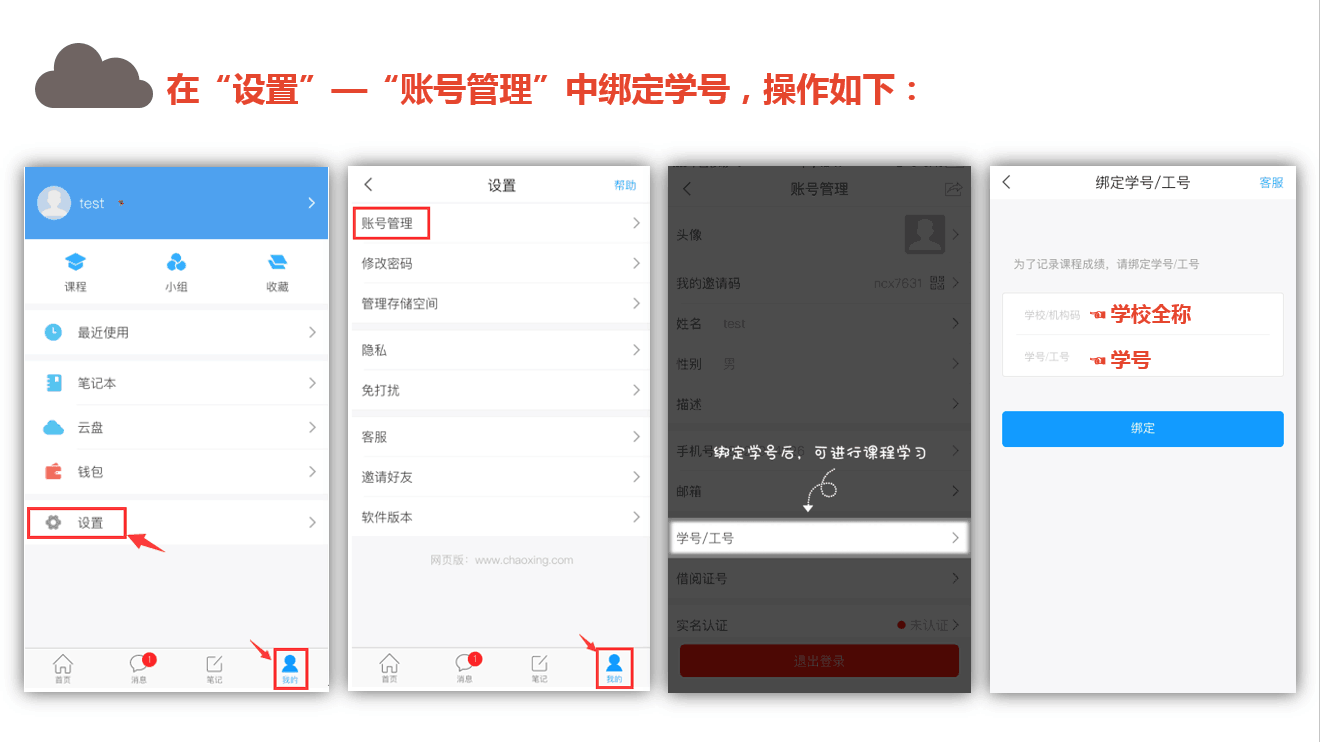 在“设置”—“账号管理”中绑定学号，操作如下：
test
课程
小组
收藏
最近使用
笔记本
云盘
钱包
设置
首页
消息
1
笔记
我的
设置
帮助
账号管理
修改密码
管理存储空间
隐私
免打扰
客服
邀请好友
软件版本
网页版：www.chaoxing.com
首页
消息
1
笔记
我的
账号管理
头像
我的邀请码 ncx7631
姓名 test
性别 男
描述
手机号
绑定学号后，可进行课程学习
邮箱
学号/工号
借阅证号
实名认证 未认证
退出登录
绑定学号/工号
客服
为了记录课程成绩，请绑定学号/工号
学校/机构码 学校全称
学号/工号 学号
绑定